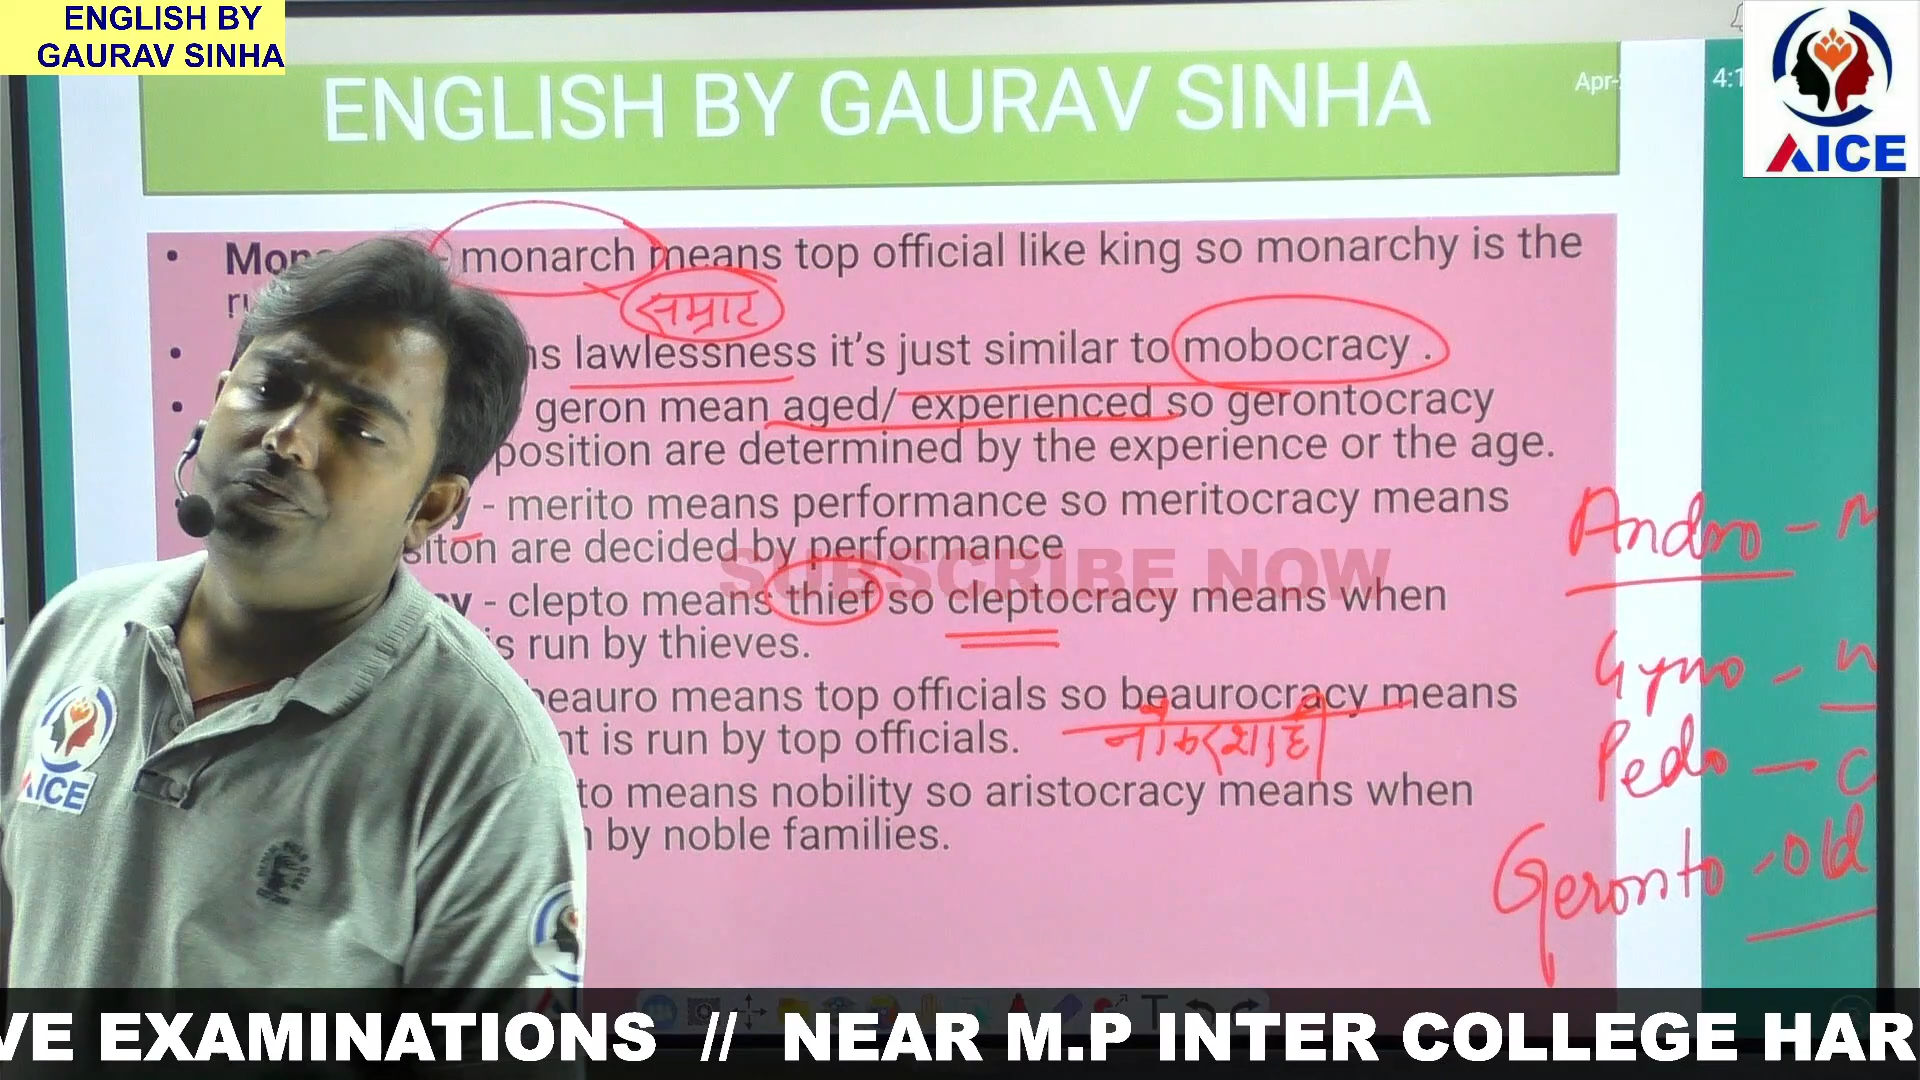 ENGLISH BY
GAURAV SINHA
ENGLISH BY GAURAV SINHA
Apr-
4:1
AICE
monarch means top official like king so monarchy is the
सम्राट
lawlessness it's just similar to mobocracy .
geron mean aged/ experienced so gerontocracy
position are determined by the experience or the age.
- merito means performance so meritocracy means
are decided by performance
SUBSCRIBE NOW
- clepto means thief so cleptocracy means when
is run by thieves.
beauro means top officials so beaurocracy means
is run by top officials.
नौकरशाही
to means nobility so aristocracy means when
by noble families.
Andro -
Gyno -
Pedo -
Geronto - old
AICE
VE EXAMINATIONS // NEAR M.P INTER COLLEGE HAR